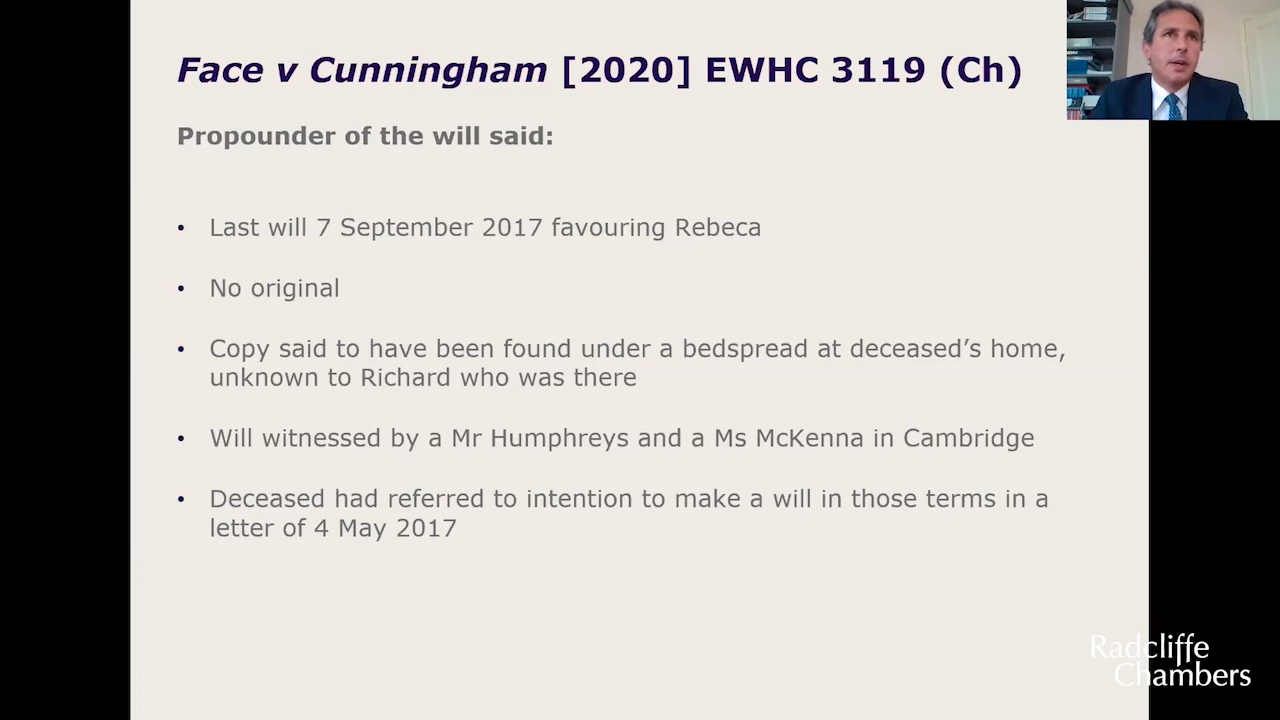 Face v Cunningham [2020] EWHC 3119 (Ch)
Propounder of the will said:
• Last will 7 September 2017 favouring Rebeca
• No original
• Copy said to have been found under a bedspread at deceased’s home,
unknown to Richard who was there
• Will witnessed by a Mr Humphreys and a Ms McKenna in Cambridge
• Deceased had referred to intention to make a will in those terms in a
letter of 4 May 2017
Radcliffe
Chambers